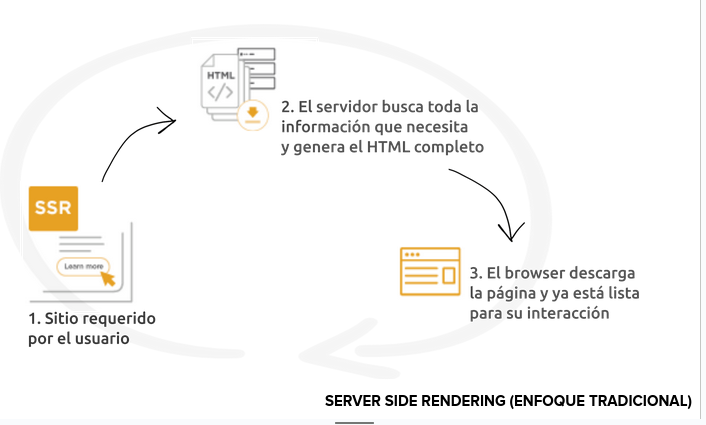 HTML
</>
2. El servidor busca toda la
información que necesita
y genera el HTML completo
SSR
Learn more
1. Sitio requerido
por el usuario
3. El browser descarga
la página y ya está lista
para su interacción
SERVER SIDE RENDERING (ENFOQUE TRADICIONAL)